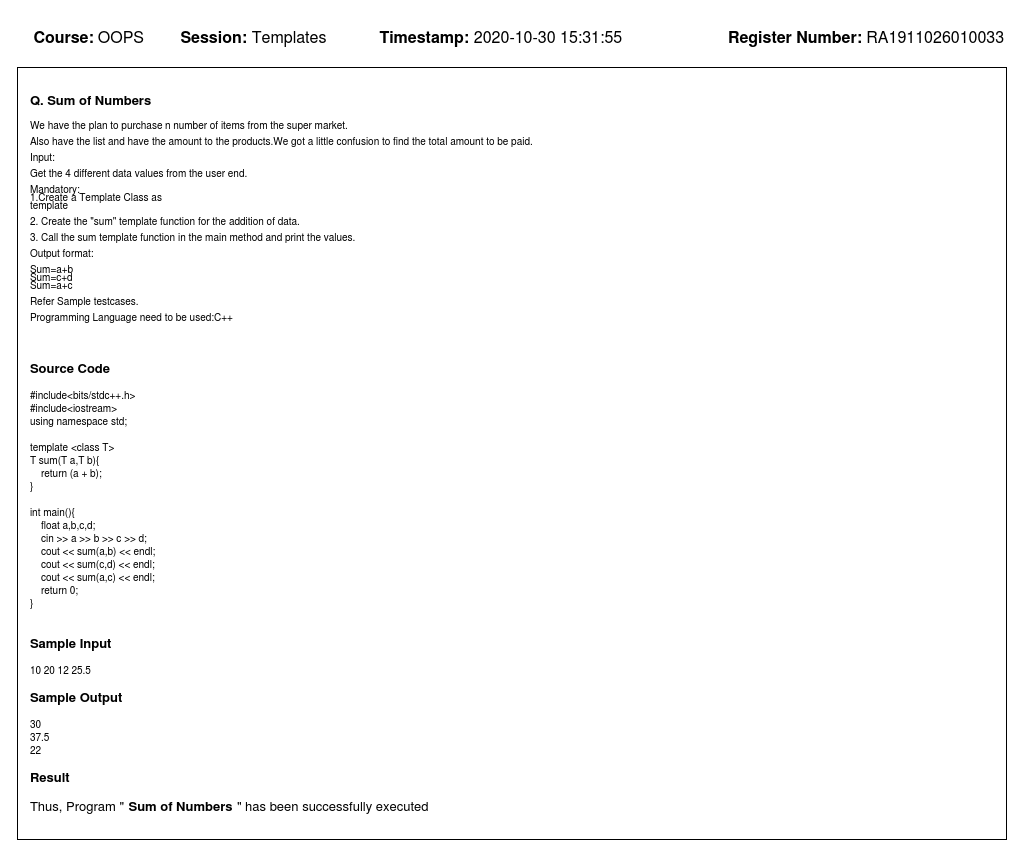 Course: OOPS Session: Templates Timestamp: 2020-10-30 15:31:55 Register Number: RA1911026010033
Q. Sum of Numbers
We have the plan to purchase n number of items from the super market.
Also have the list and have the amount to the products.We got a little confusion to find the total amount to be paid.
Input:
Get the 4 different data values from the user end.
Mandatory:
1.Create a Template Class as
template
2. Create the "sum" template function for the addition of data.
3. Call the sum template function in the main method and print the values.
Output format:
Sum=a+b
Sum=c+d
Sum=a+c
Refer Sample testcases.
Programming Language need to be used:C++
Source Code
#include<bits/stdc++.h>
#include<iostream>
using namespace std;
template <class T>
T sum(T a,T b){
return (a + b);
}
int main(){
float a,b,c,d;
cin >> a >> b >> c >> d;
cout << sum(a,b) << endl;
cout << sum(c,d) << endl;
cout << sum(a,c) << endl;
return 0;
}
Sample Input
10 20 12 25.5
Sample Output
30
37.5
22
Result
Thus, Program " Sum of Numbers " has been successfully executed